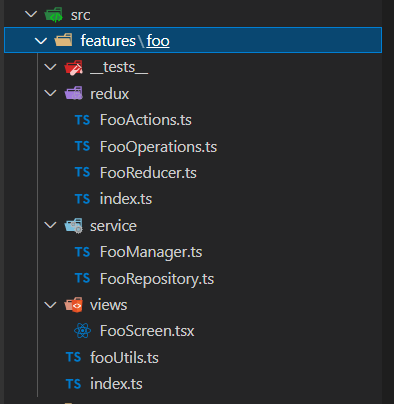 src
features\foo
__tests__
redux
TS FooActions.ts
TS FooOperations.ts
TS FooReducer.ts
TS index.ts
service
TS FooManager.ts
TS FooRepository.ts
views
FooScreen.tsx
TS fooUtils.ts
TS index.ts